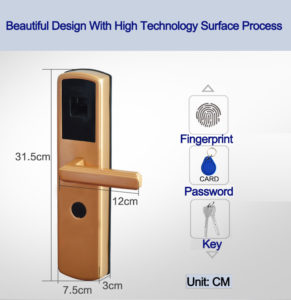 Beautiful Design With High Technology Surface Process
Fingerprint
31.5cm
CARD
Password
12cm
Key
3cm
7.5cm
Unit: CM